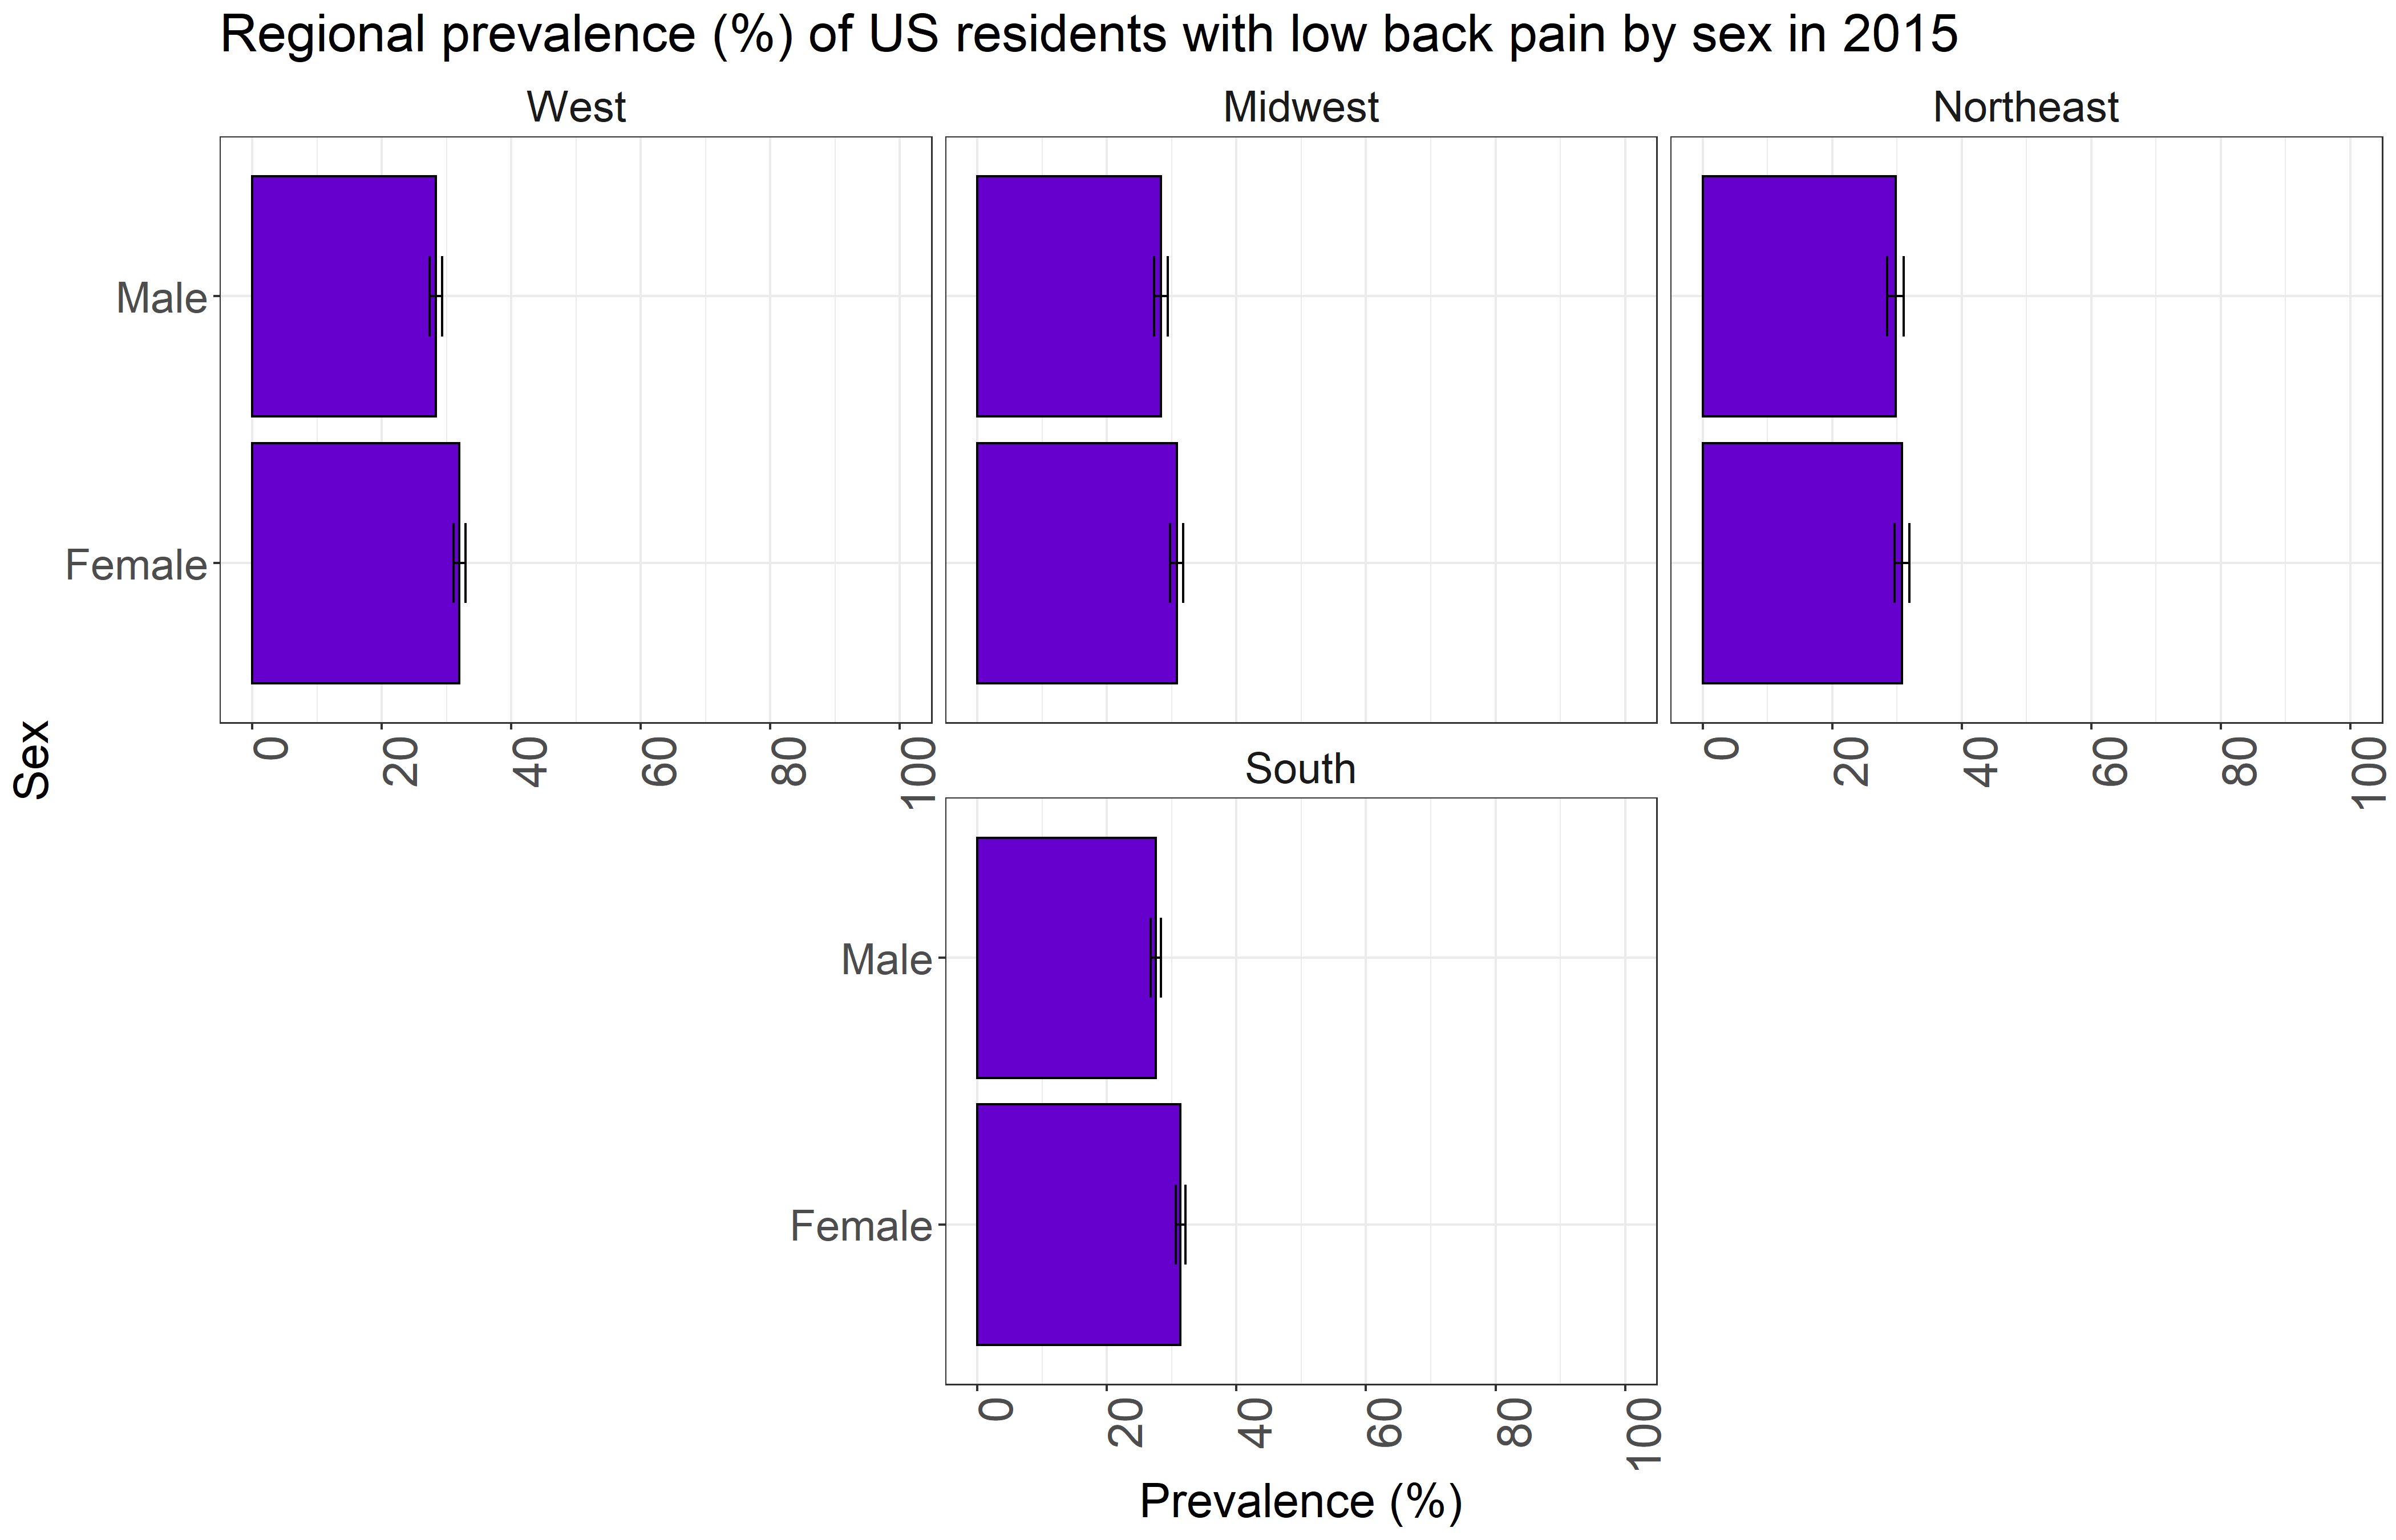 Regional prevalence (%) of US residents with low back pain by sex in 2015
West
Midwest
Northeast
Male
Female
0
20
40
60
80
100
0
20
40
60
80
100
Sex
South
Male
Female
0
20
40
60
80
100
Prevalence (%)